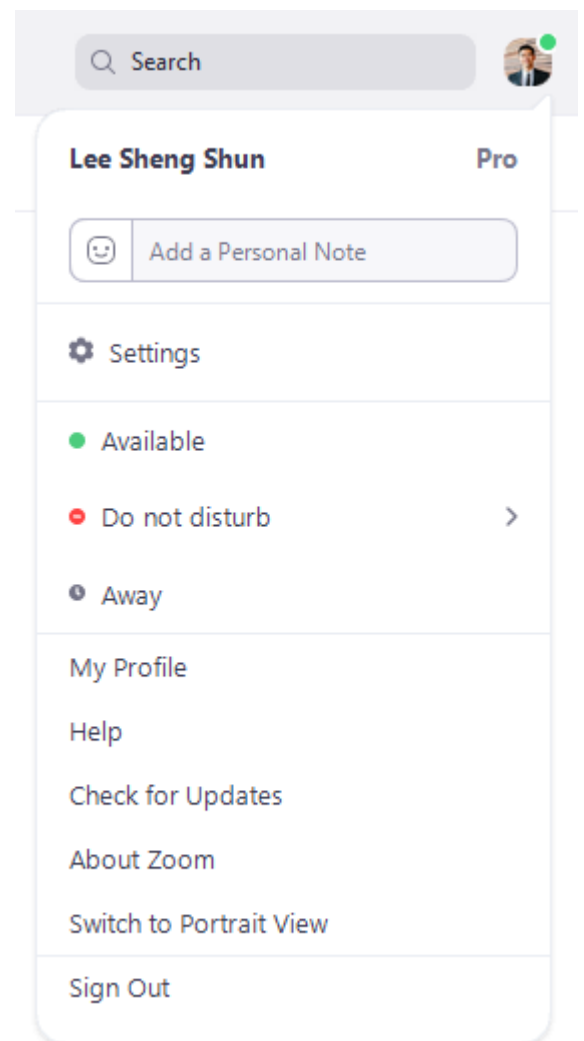 Search
Lee Sheng Shun Pro
Add a Personal Note
Settings
Available
Do not disturb
Away
My Profile
Help
Check for Updates
About Zoom
Switch to Portrait View
Sign Out